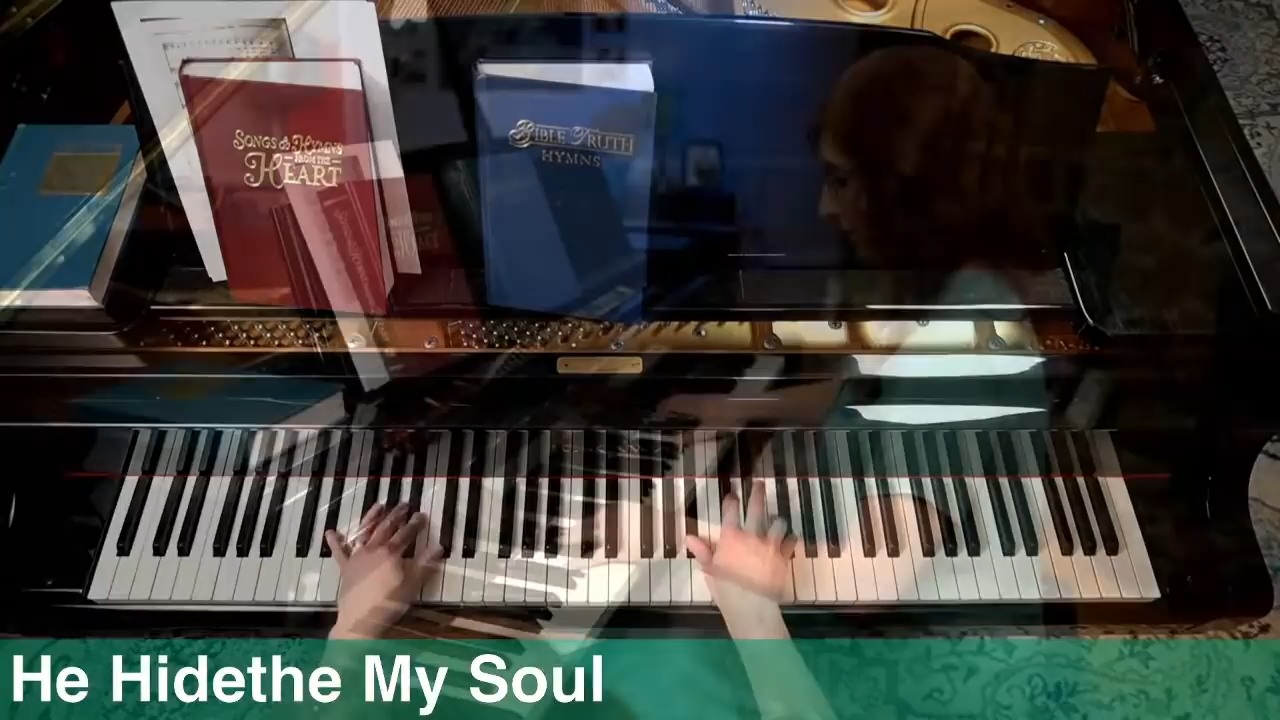 SONGS & HYMNS
FROM THE
HEART
BIBLE TRUTH
HYMNS
He Hidethe My Soul